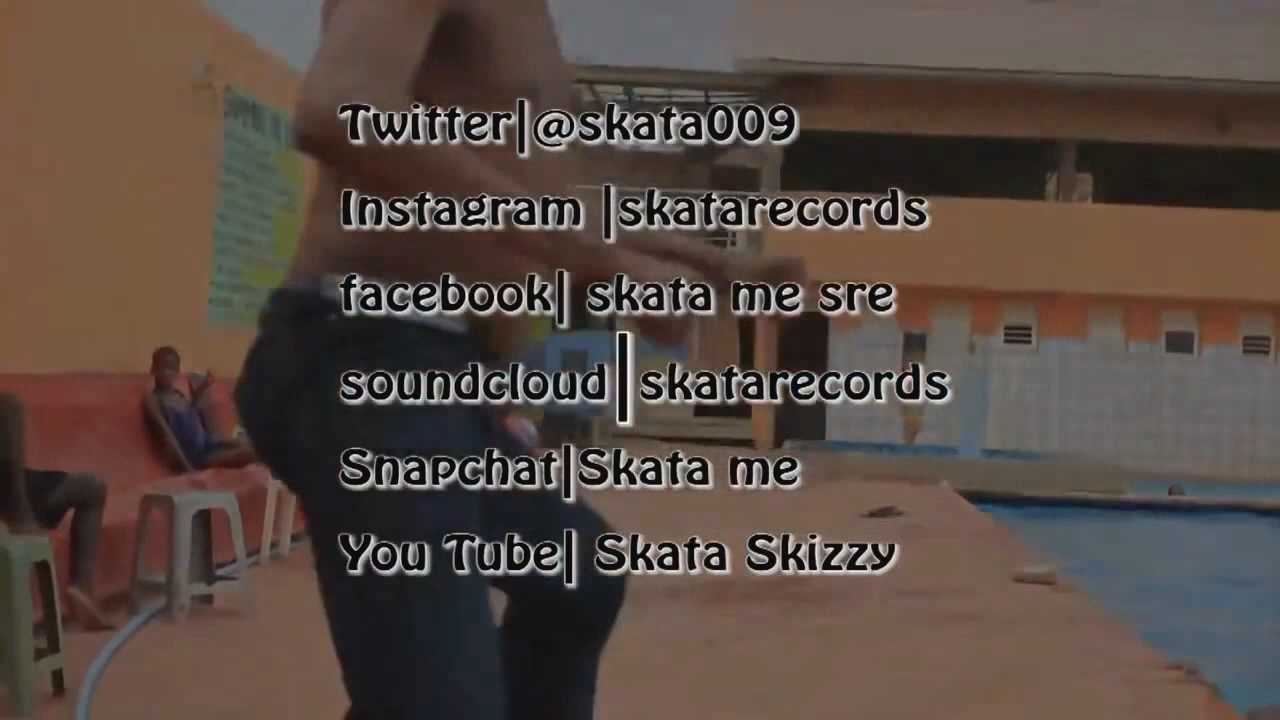 Twitter|@skata009
Instagram |skatarecords
facebook| skata me sre
soundcloud|skatarecords
Snapchat|Skata me
You Tube| Skata Skizzy